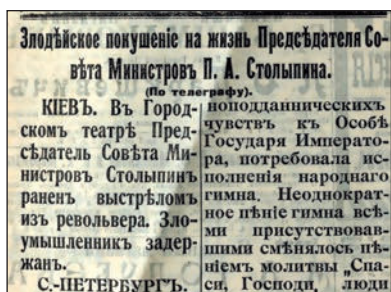 Злодѣйское покушеніе на жизнь Предсѣдателя Со-
вѣта Министровъ П. А. Столыпина.
(По телеграфу).
КІЕВЪ. Въ Город-
скомъ театрѣ Пред-
сѣдатель Совѣта Ми-
нистровъ Столыпинъ
раненъ выстрѣломъ
изъ револьвера. Зло-
умышленникъ задер-
жанъ.
С.-ПЕТЕРБУРГЪ.
ноподданническихъ
чувствъ къ Особѣ
Государя Императо-
ра, потребовала ис-
полненія народнаго
гимна. Неоднократ-
ное пѣніе гимна всѣ-
ми присутствовав-
шими смѣнялось пѣ-
ніемъ молитвы „Спа-
си, Господи, люди